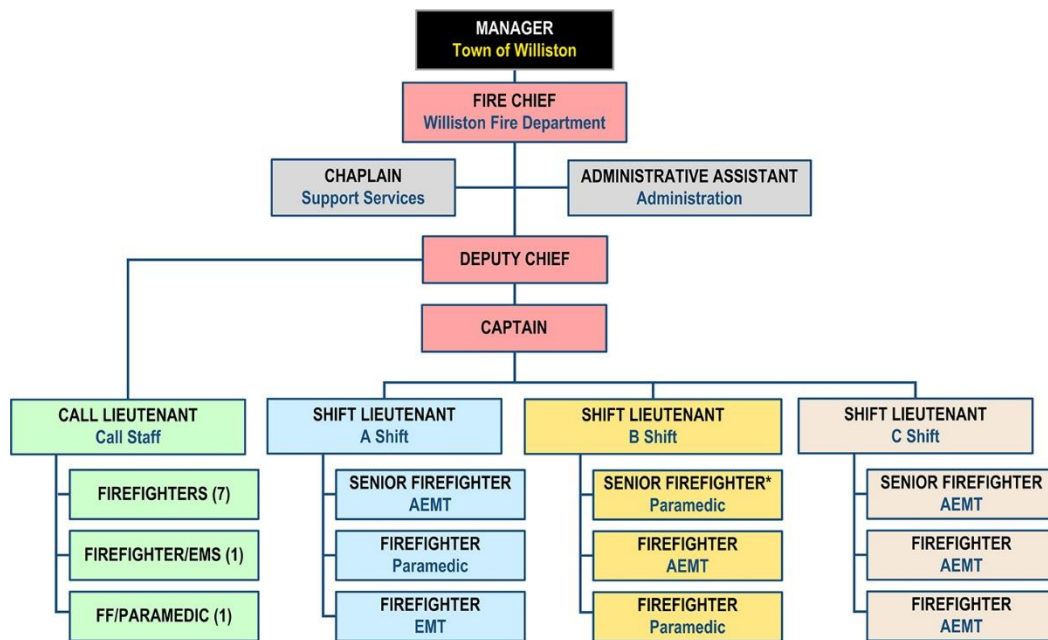 MANAGER
Town of Williston
FIRE CHIEF
Williston Fire Department
CHAPLAIN
Support Services
ADMINISTRATIVE ASSISTANT
Administration
DEPUTY CHIEF
CAPTAIN
CALL LIEUTENANT
Call Staff
SHIFT LIEUTENANT
A Shift
SHIFT LIEUTENANT
B Shift
SHIFT LIEUTENANT
C Shift
FIREFIGHTERS (7)
SENIOR FIREFIGHTER
AEMT
SENIOR FIREFIGHTER*
Paramedic
SENIOR FIREFIGHTER
AEMT
FIREFIGHTER/EMS (1)
FIREFIGHTER
Paramedic
FIREFIGHTER
AEMT
FIREFIGHTER
AEMT
FF/PARAMEDIC (1)
FIREFIGHTER
EMT
FIREFIGHTER
Paramedic
FIREFIGHTER
AEMT